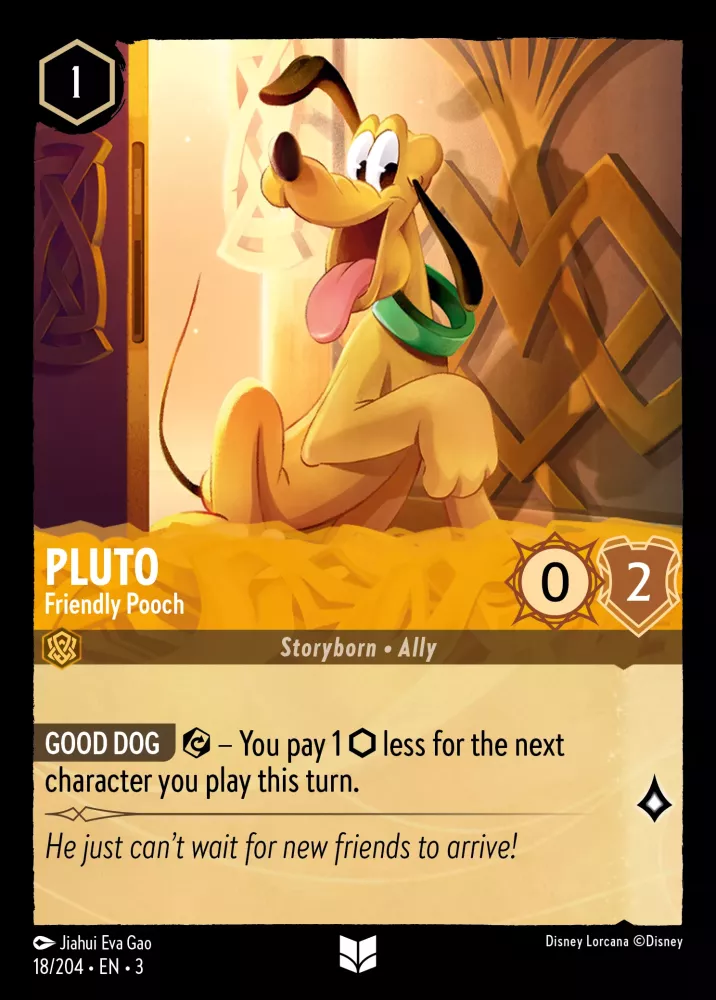 1
PLUTO
Friendly Pooch
0
2
Storyborn • Ally
GOOD DOG – You pay 1 less for the next
character you play this turn.
He just can't wait for new friends to arrive!
Jiahui Eva Gao
Disney Lorcana ©Disney
18/204 • EN • 3